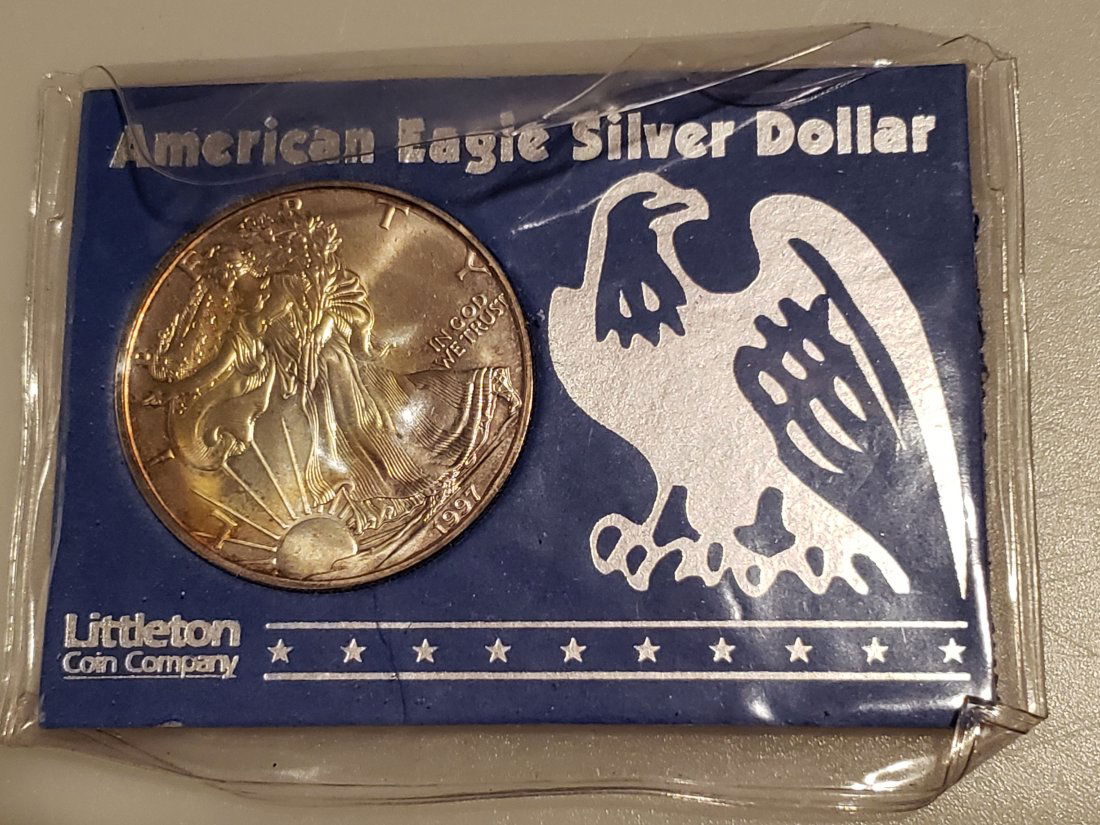 American Eagle Silver Dollar
LIBERTY
IN GOD
WE TRUST
1997
Littleton
Coin Company